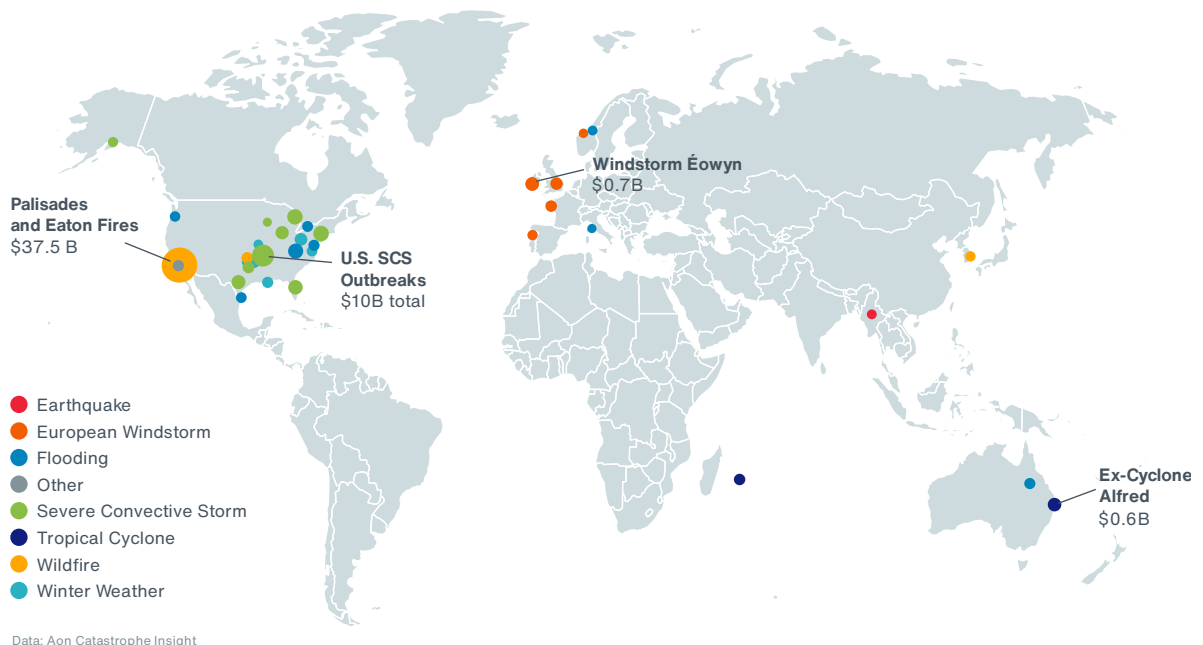 Windstorm Éowyn
$0.7B
Palisades
and Eaton Fires
$37.5 B
U.S. SCS
Outbreaks
$10B total
Earthquake
European Windstorm
Flooding
Other
Severe Convective Storm
Tropical Cyclone
Wildfire
Winter Weather
Ex-Cyclone
Alfred
$0.6B
Data: Aon Catastrophe Insight